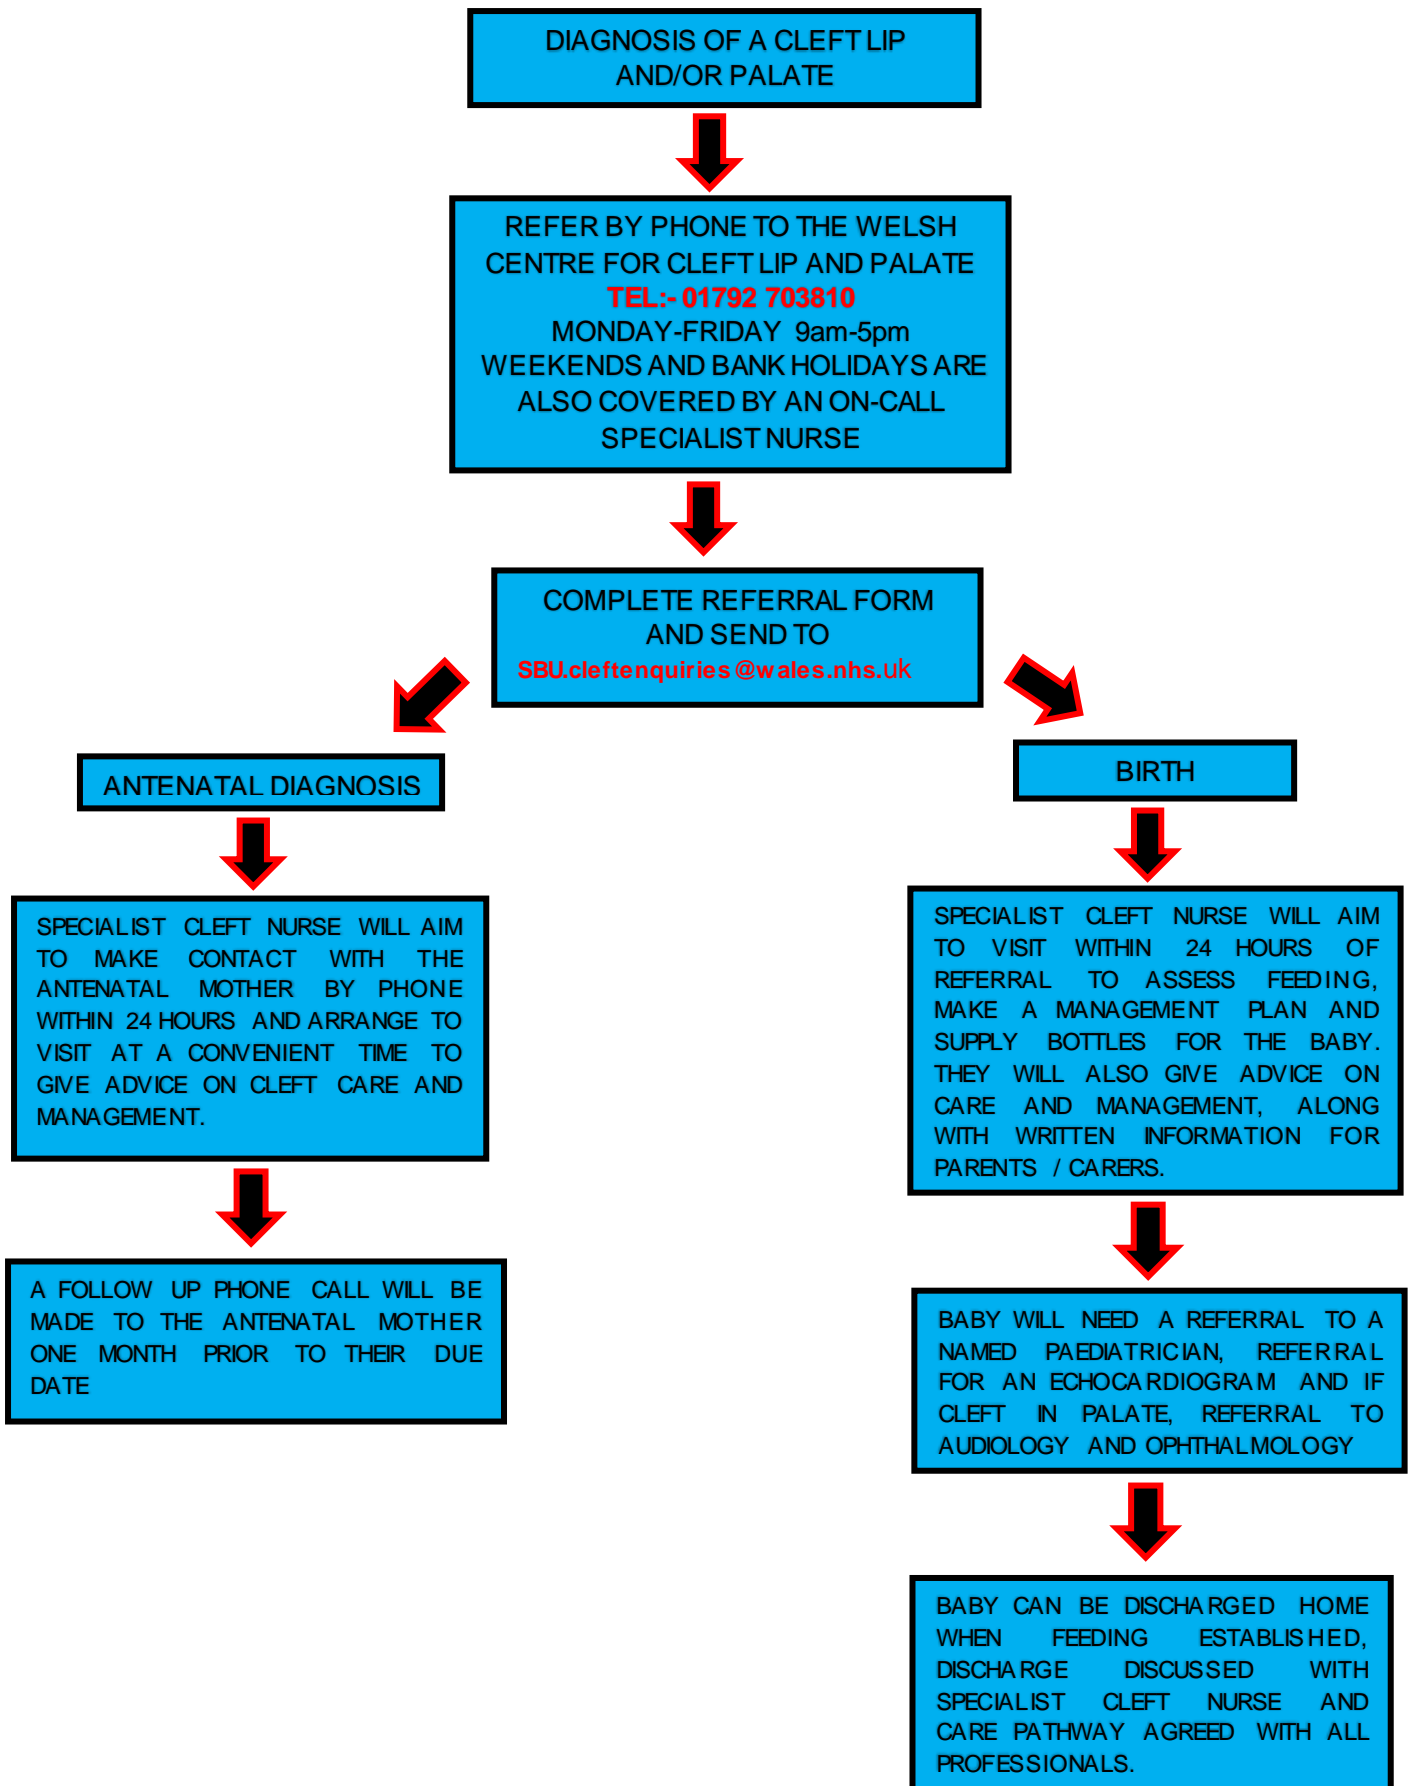 DIAGNOSIS OF A CLEFT LIP
AND/OR PALATE
REFER BY PHONE TO THE WELSH
CENTRE FOR CLEFT LIP AND PALATE
TEL:- 01792 703810
MONDAY-FRIDAY 9am-5pm
WEEKENDS AND BANK HOLIDAYS ARE
ALSO COVERED BY AN ON-CALL
SPECIALIST NURSE
COMPLETE REFERRAL FORM
AND SEND TO
SBU.cleftenquiries@wales.nhs.uk
ANTENATAL DIAGNOSIS
SPECIALIST CLEFT NURSE WILL AIM
TO MAKE CONTACT WITH THE
ANTENATAL MOTHER BY PHONE
WITHIN 24 HOURS AND ARRANGE TO
VISIT AT A CONVENIENT TIME TO
GIVE ADVICE ON CLEFT CARE AND
MANAGEMENT.
A FOLLOW UP PHONE CALL WILL BE
MADE TO THE ANTENATAL MOTHER
ONE MONTH PRIOR TO THEIR DUE
DATE
BIRTH
SPECIALIST CLEFT NURSE WILL AIM
TO VISIT WITHIN 24 HOURS OF
REFERRAL TO ASSESS FEEDING,
MAKE A MANAGEMENT PLAN AND
SUPPLY BOTTLES FOR THE BABY.
THEY WILL ALSO GIVE ADVICE ON
CARE AND MANAGEMENT, ALONG
WITH WRITTEN INFORMATION FOR
PARENTS / CARERS.
BABY WILL NEED A REFERRAL TO A
NAMED PAEDIATRICIAN, REFERRAL
FOR AN ECHOCARDIOGRAM AND IF
CLEFT IN PALATE, REFERRAL TO
AUDIOLOGY AND OPHTHALMOLOGY
BABY CAN BE DISCHARGED HOME
WHEN FEEDING ESTABLISHED,
DISCHARGE DISCUSSED WITH
SPECIALIST CLEFT NURSE AND
CARE PATHWAY AGREED WITH ALL
PROFESSIONALS.